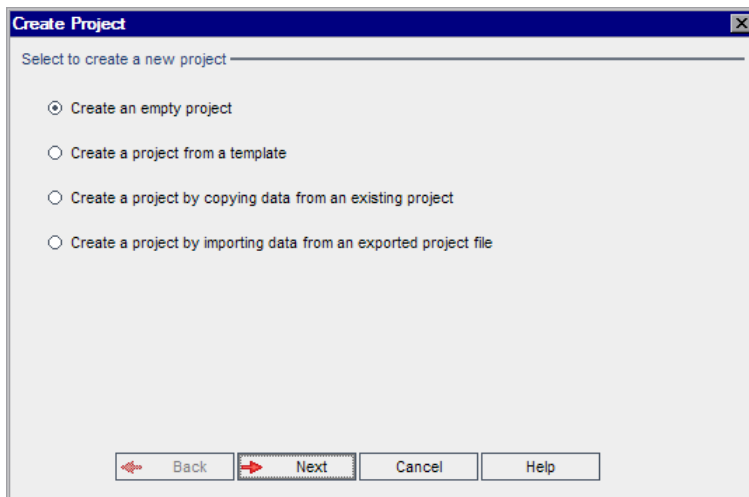 Create Project
Select to create a new project
Create an empty project
Create a project from a template
Create a project by copying data from an existing project
Create a project by importing data from an exported project file
Back Next Cancel Help